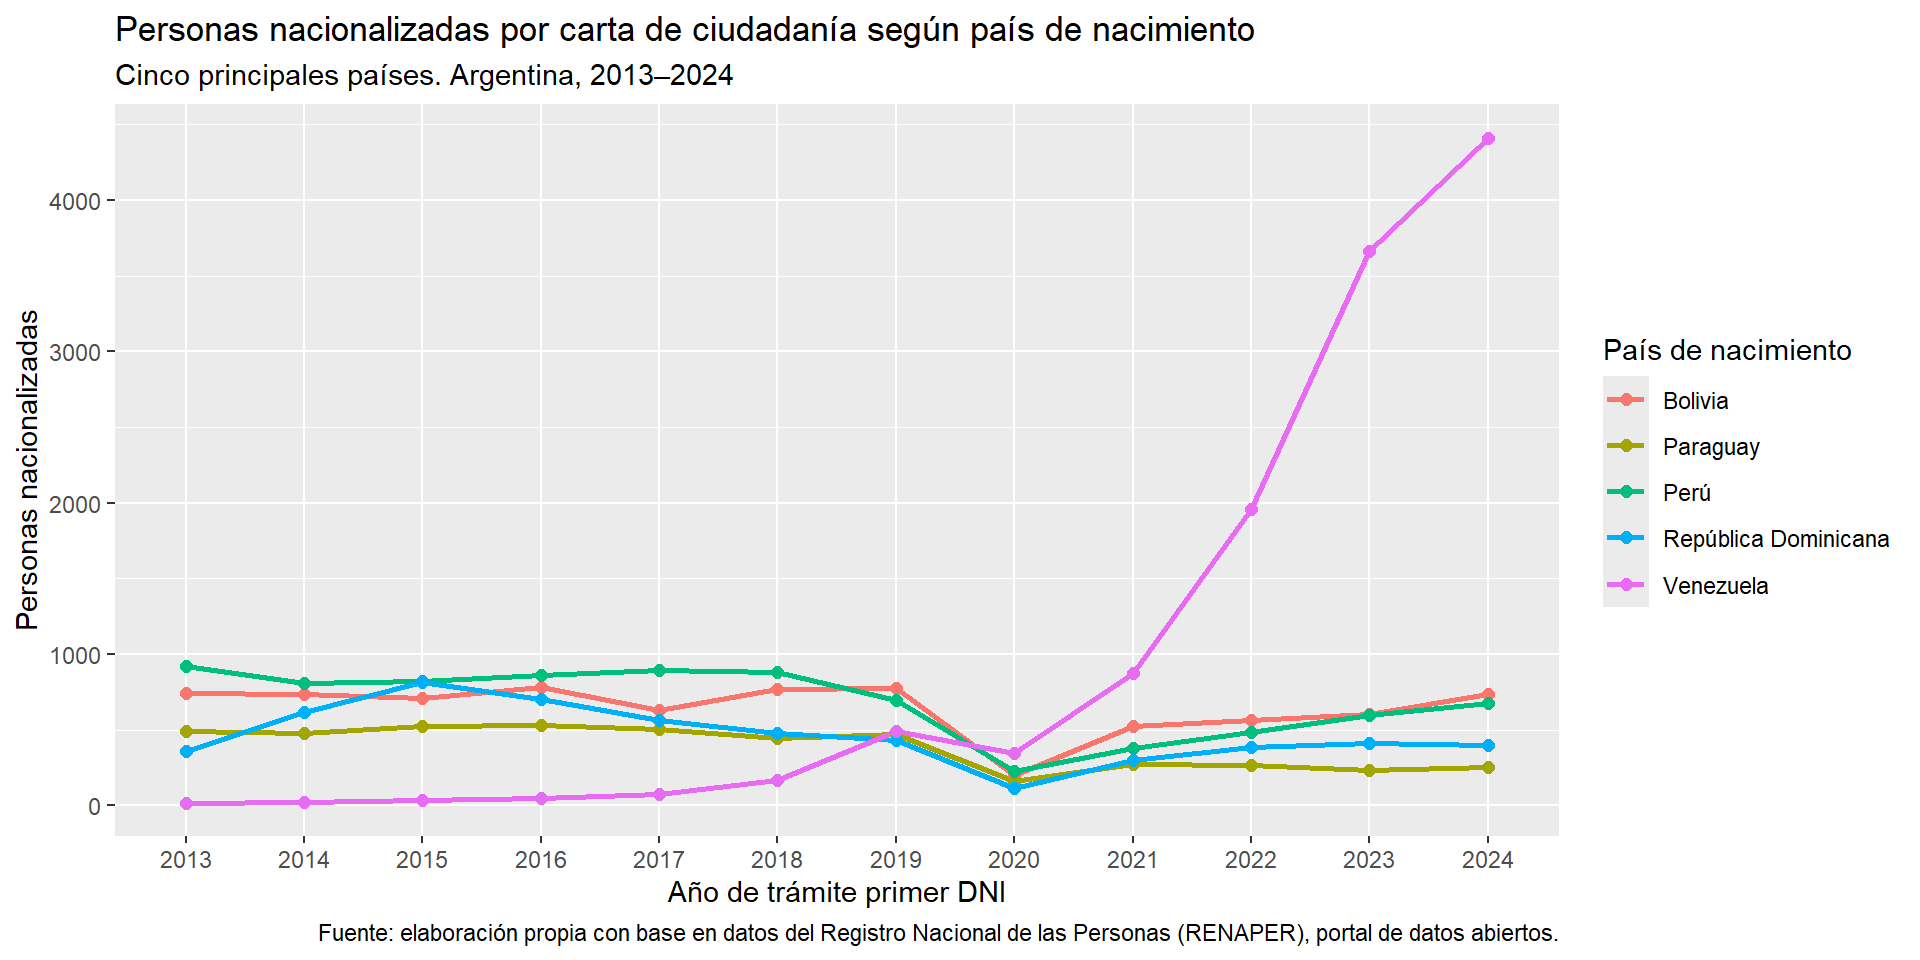 Personas nacionalizadas por carta de ciudadanía según país de nacimiento
Cinco principales países. Argentina, 2013–2024
Personas nacionalizadas
4000
3000
2000
1000
0
2013 2014 2015 2016 2017 2018 2019 2020 2021 2022 2023 2024
Año de trámite primer DNI
País de nacimiento
Bolivia
Paraguay
Perú
República Dominicana
Venezuela
Fuente: elaboración propia con base en datos del Registro Nacional de las Personas (RENAPER), portal de datos abiertos.